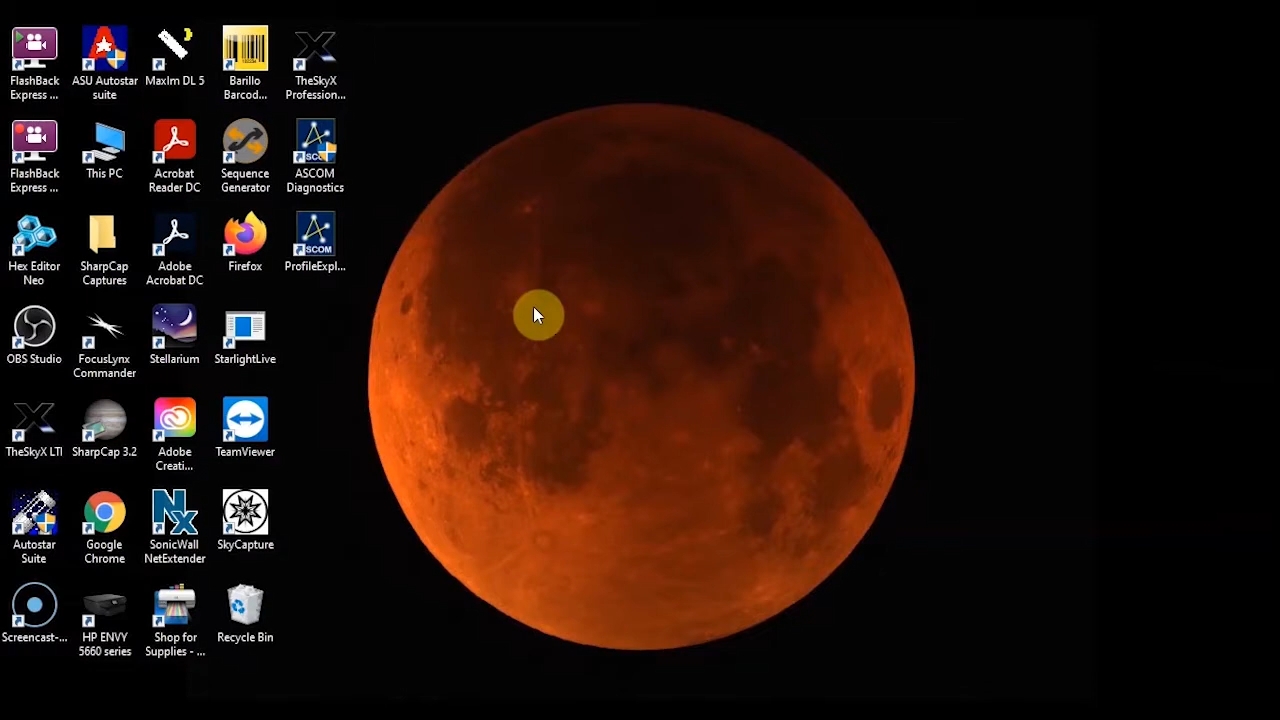 FlashBack
Express ...
ASU Autostar
suite
MaxIm DL 5
Barillo
Barcod...
TheSkyX
Profession...
FlashBack
Express ...
This PC
Acrobat
Reader DC
Sequence
Generator
ASCOM
Diagnostics
Hex Editor
Neo
SharpCap
Captures
Adobe
Acrobat DC
Firefox
SCOM
ProfileExpl...
OBS Studio
FocusLynx
Commander
Stellarium
StarlightLive
TheSkyX LTI
SharpCap 3.2
Adobe
Creati...
TeamViewer
Autostar
Suite
Google
Chrome
SonicWall
NetExtender
SkyCapture
Screencast-...
HP ENVY
5660 series
Shop for
Supplies - ...
Recycle Bin